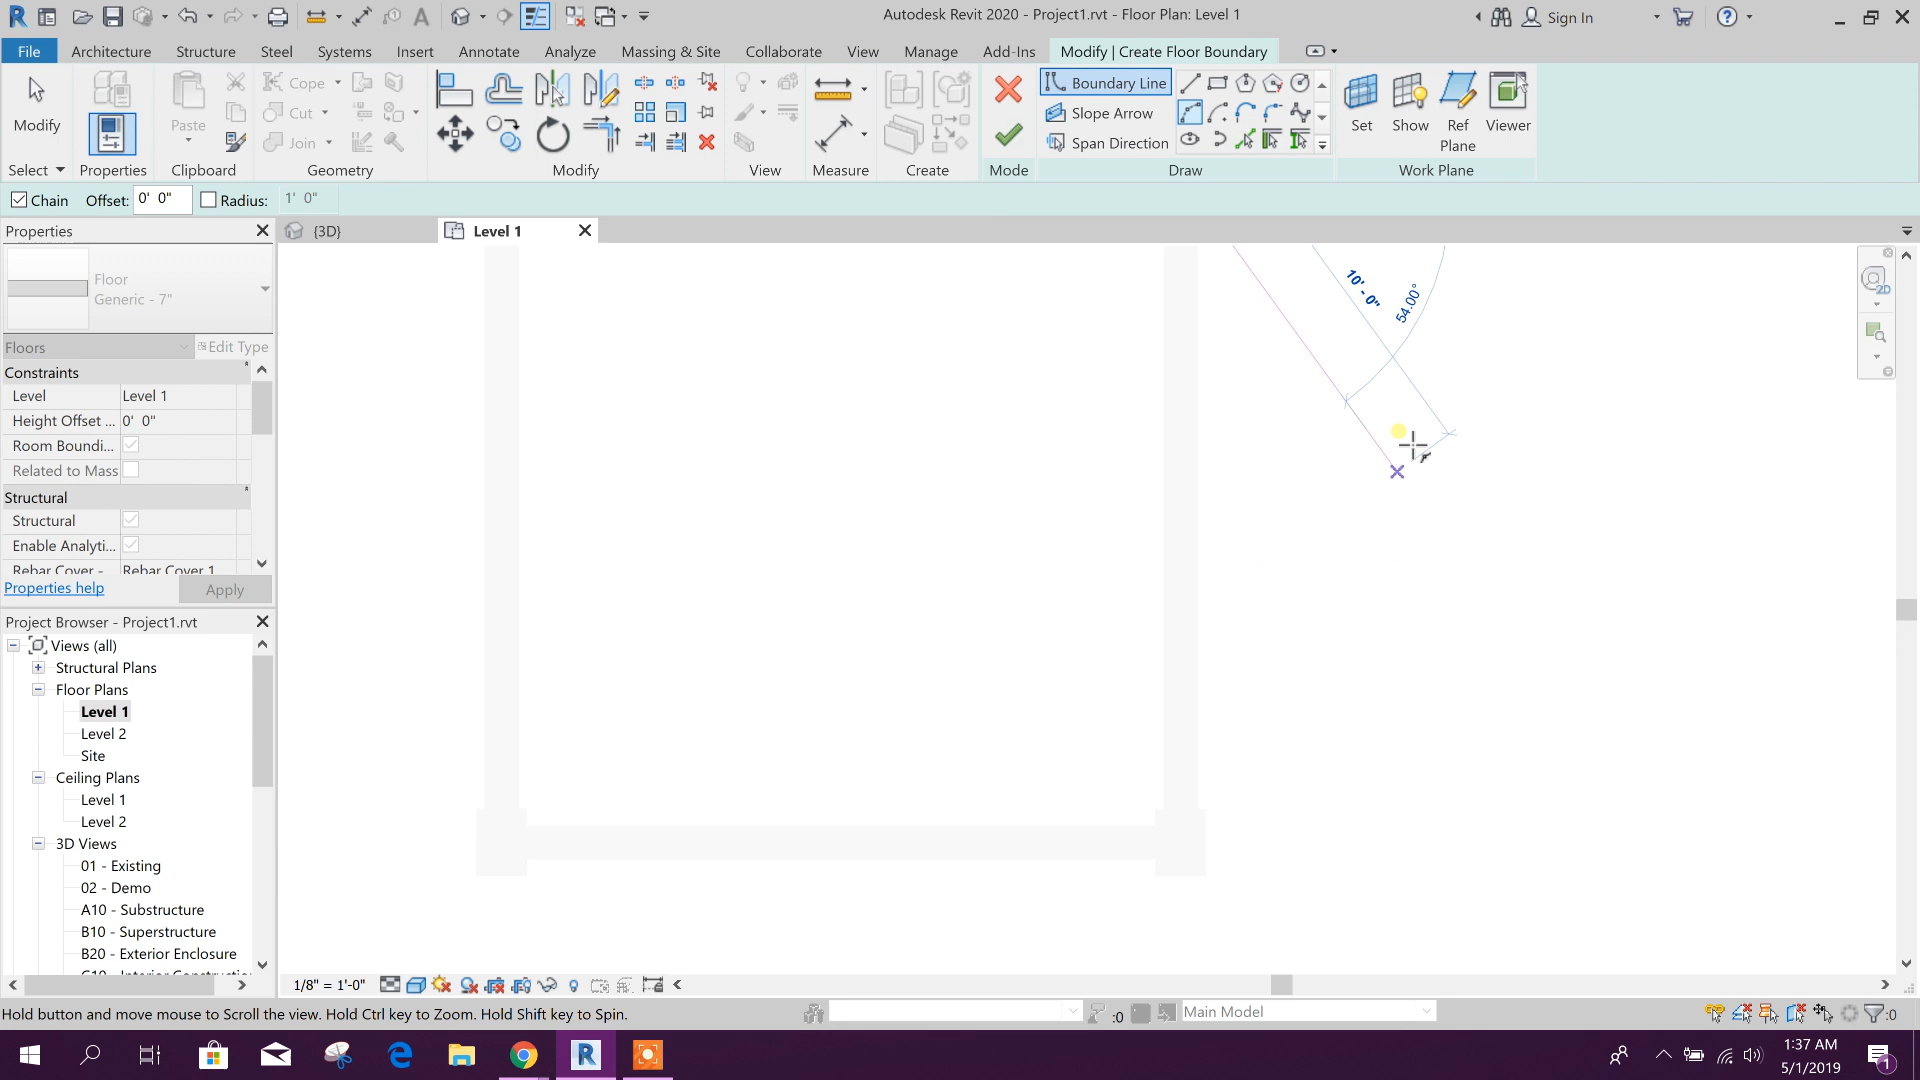 Autodesk Revit 2020 - Project1.rvt - Floor Plan: Level 1
Sign In
File Architecture Structure Steel Systems Insert Annotate Analyze Massing & Site Collaborate View Manage Add-Ins Modify | Create Floor Boundary
Modify
Paste
Cope
Cut
Join
Boundary Line
Slope Arrow
Span Direction
Set Show Ref Plane Viewer
Select Properties Clipboard Geometry Modify View Measure Create Mode Draw Work Plane
Chain Offset: 0' 0" Radius: 1' 0"
Properties
{3D}
Level 1
Floor
Generic - 7"
Floors Edit Type
Constraints
Level Level 1
Height Offset ... 0' 0"
Room Boundi...
Related to Mass
Structural
Structural
Enable Analyti...
Rebar Cover - Rebar Cover 1
Properties help Apply
10' - 0"
54.00°
2D
Project Browser - Project1.rvt
Views (all)
Structural Plans
Floor Plans
Level 1
Level 2
Site
Ceiling Plans
Level 1
Level 2
3D Views
01 - Existing
02 - Demo
A10 - Substructure
B10 - Superstructure
B20 - Exterior Enclosure
C10 - Interior Constructio
1/8" = 1'-0"
Hold button and move mouse to Scroll the view. Hold Ctrl key to Zoom. Hold Shift key to Spin.
:0
Main Model
:0
1:37 AM
5/1/2019
1